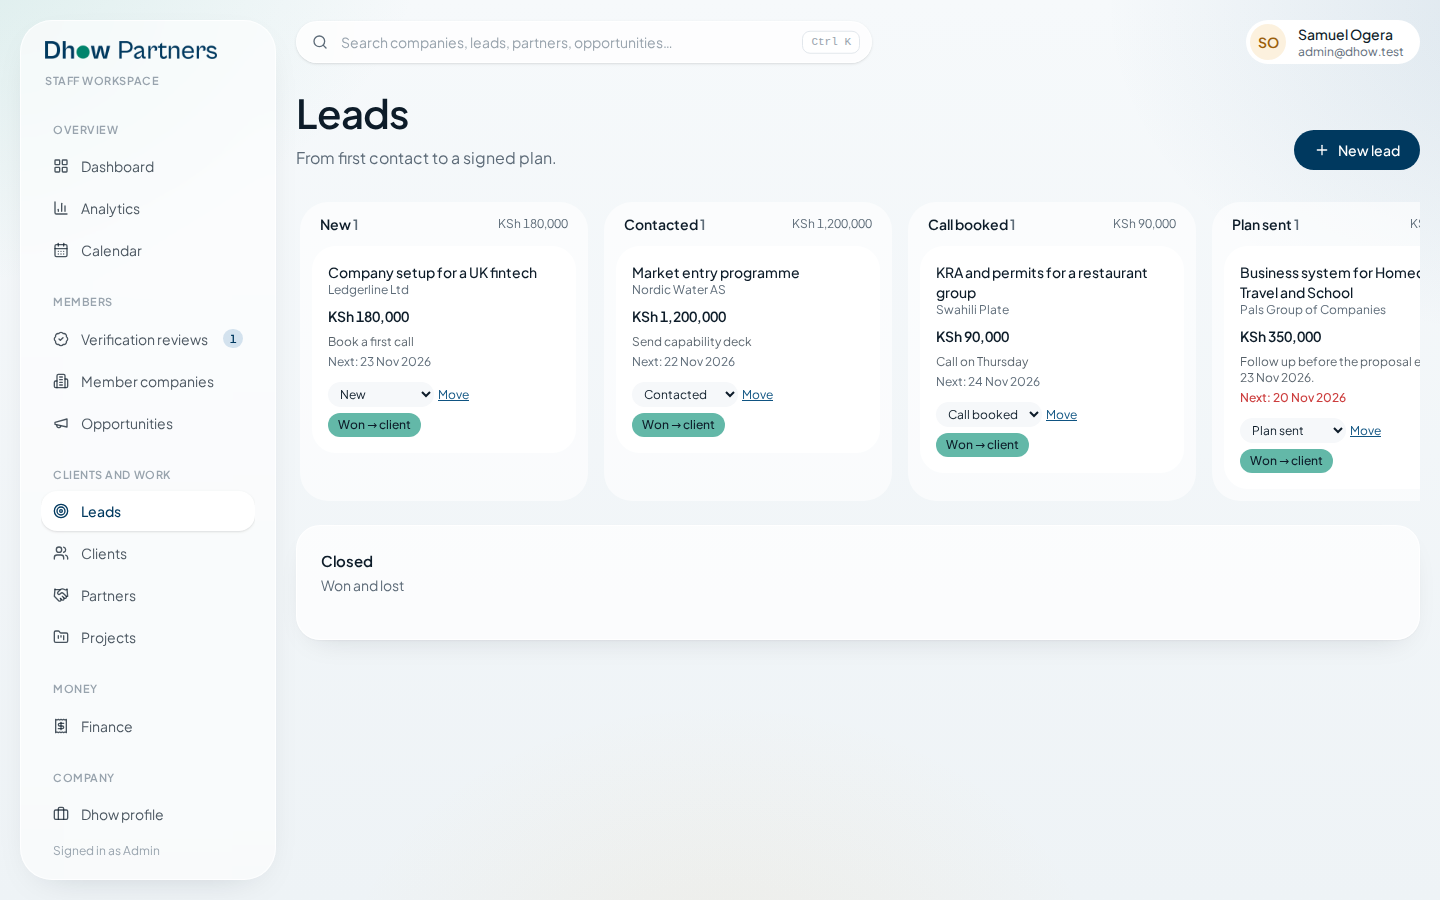 Dhow Partners
STAFF WORKSPACE
OVERVIEW
Dashboard
Analytics
Calendar
MEMBERS
Verification reviews 1
Member companies
Opportunities
CLIENTS AND WORK
Leads
Clients
Partners
Projects
MONEY
Finance
COMPANY
Dhow profile
Signed in as Admin
Search companies, leads, partners, opportunities...
Ctrl K
SO
Samuel Ogera
admin@dhow.test
Leads
From first contact to a signed plan.
+ New lead
New 1
KSh 180,000
Company setup for a UK fintech
Ledgerline Ltd
KSh 180,000
Book a first call
Next: 23 Nov 2026
New
Move
Won → client
Contacted 1
KSh 1,200,000
Market entry programme
Nordic Water AS
KSh 1,200,000
Send capability deck
Next: 22 Nov 2026
Contacted
Move
Won → client
Call booked 1
KSh 90,000
KRA and permits for a restaurant
group
Swahili Plate
KSh 90,000
Call on Thursday
Next: 24 Nov 2026
Call booked
Move
Won → client
Plan sent 1
Business system for
Travel and School
Pals Group of Companies
KSh 350,000
Follow up before the proposal
23 Nov 2026.
Next: 20 Nov 2026
Plan sent
Move
Won → client
Closed
Won and lost